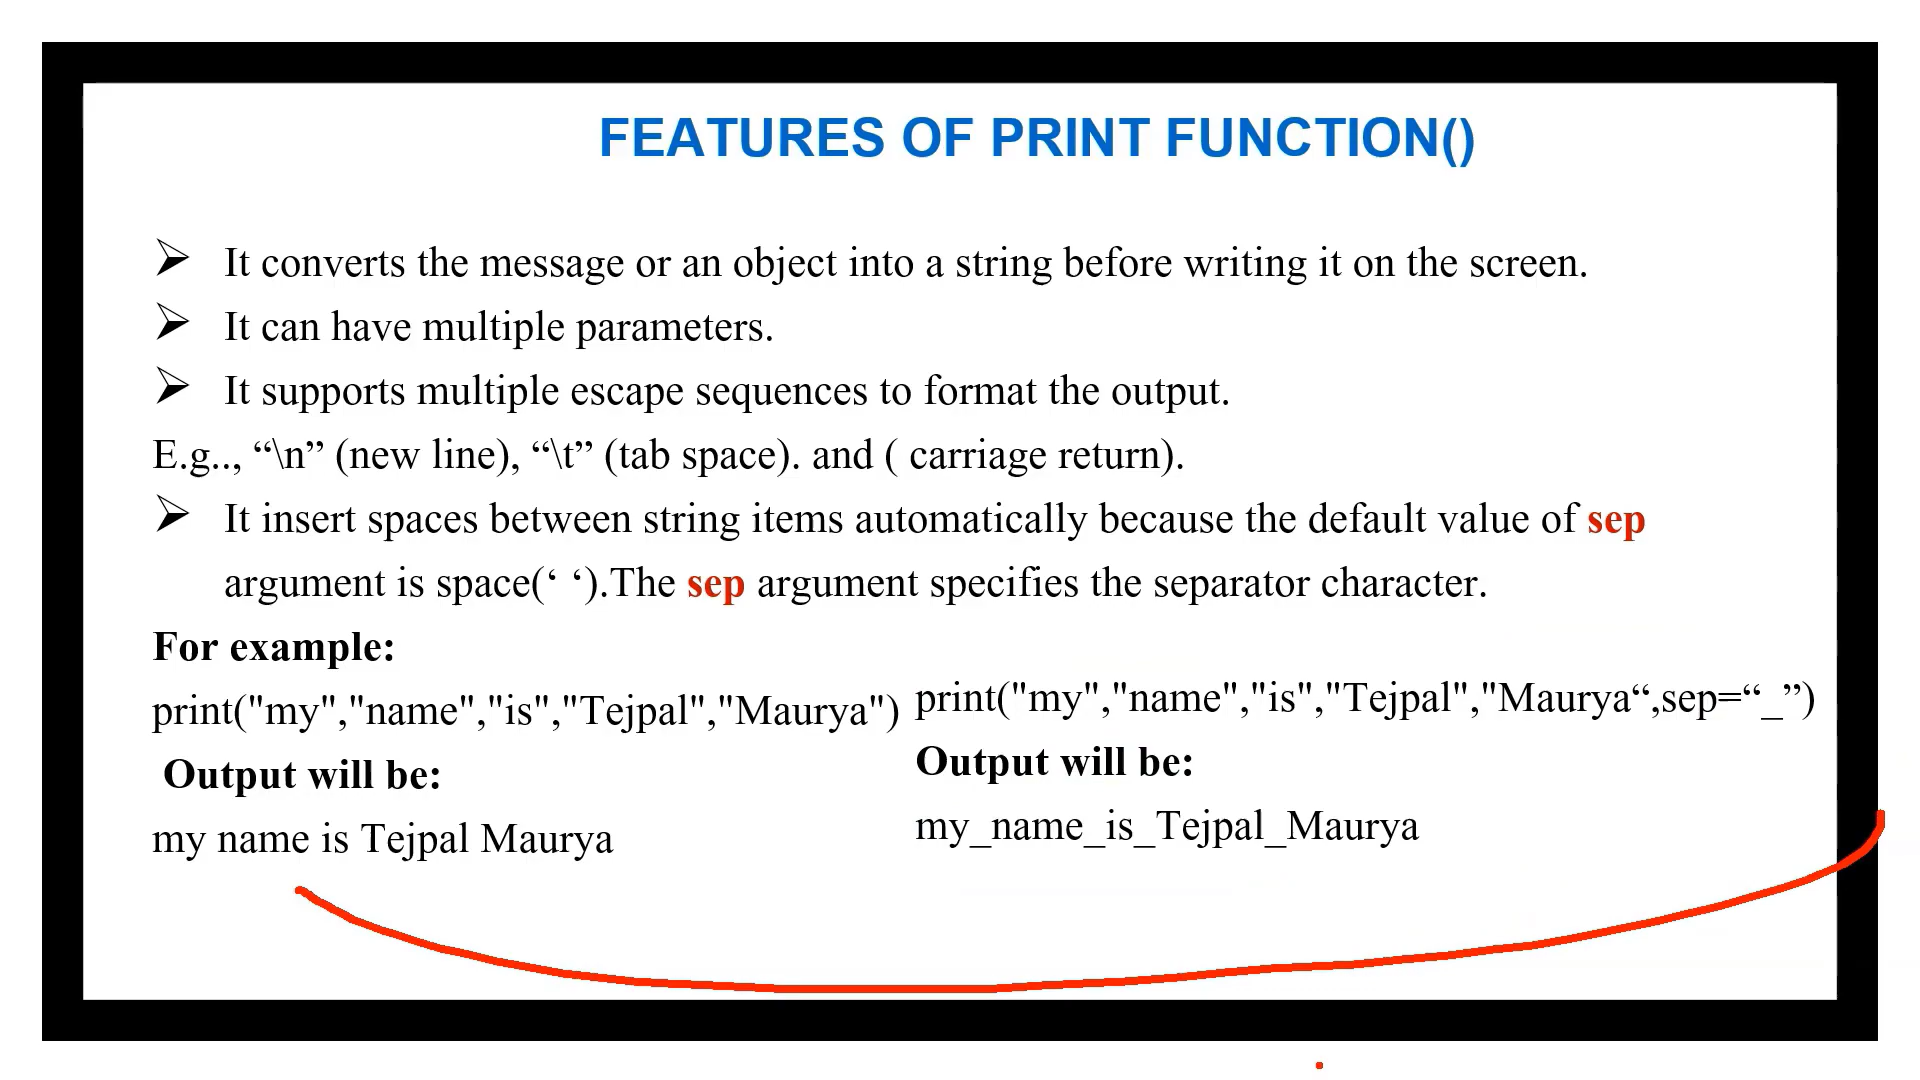 FEATURES OF PRINT FUNCTION()
➢ It converts the message or an object into a string before writing it on the screen.
➢ It can have multiple parameters.
➢ It supports multiple escape sequences to format the output.
E.g.., “\n” (new line), “\t” (tab space). and ( carriage return).
➢ It insert spaces between string items automatically because the default value of sep
argument is space(‘ ‘).The sep argument specifies the separator character.
For example:
print("my","name","is","Tejpal","Maurya")
Output will be:
my name is Tejpal Maurya
print("my","name","is","Tejpal","Maurya“,sep=“_”)
Output will be:
my_name_is_Tejpal_Maurya